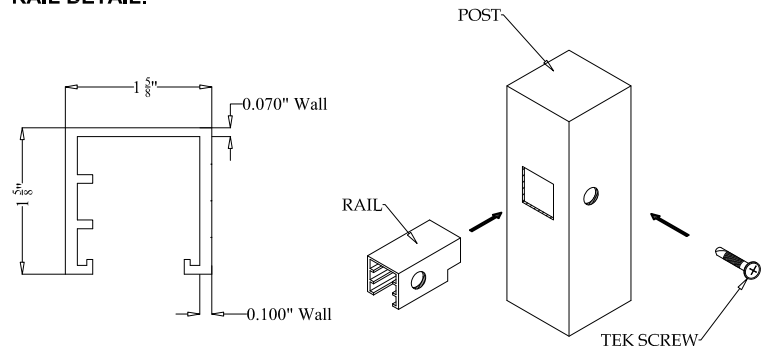 RAIL DETAIL:
POST
1 5/8"
0.070" Wall
1 5/8"
RAIL
0.100" Wall
TEK SCREW